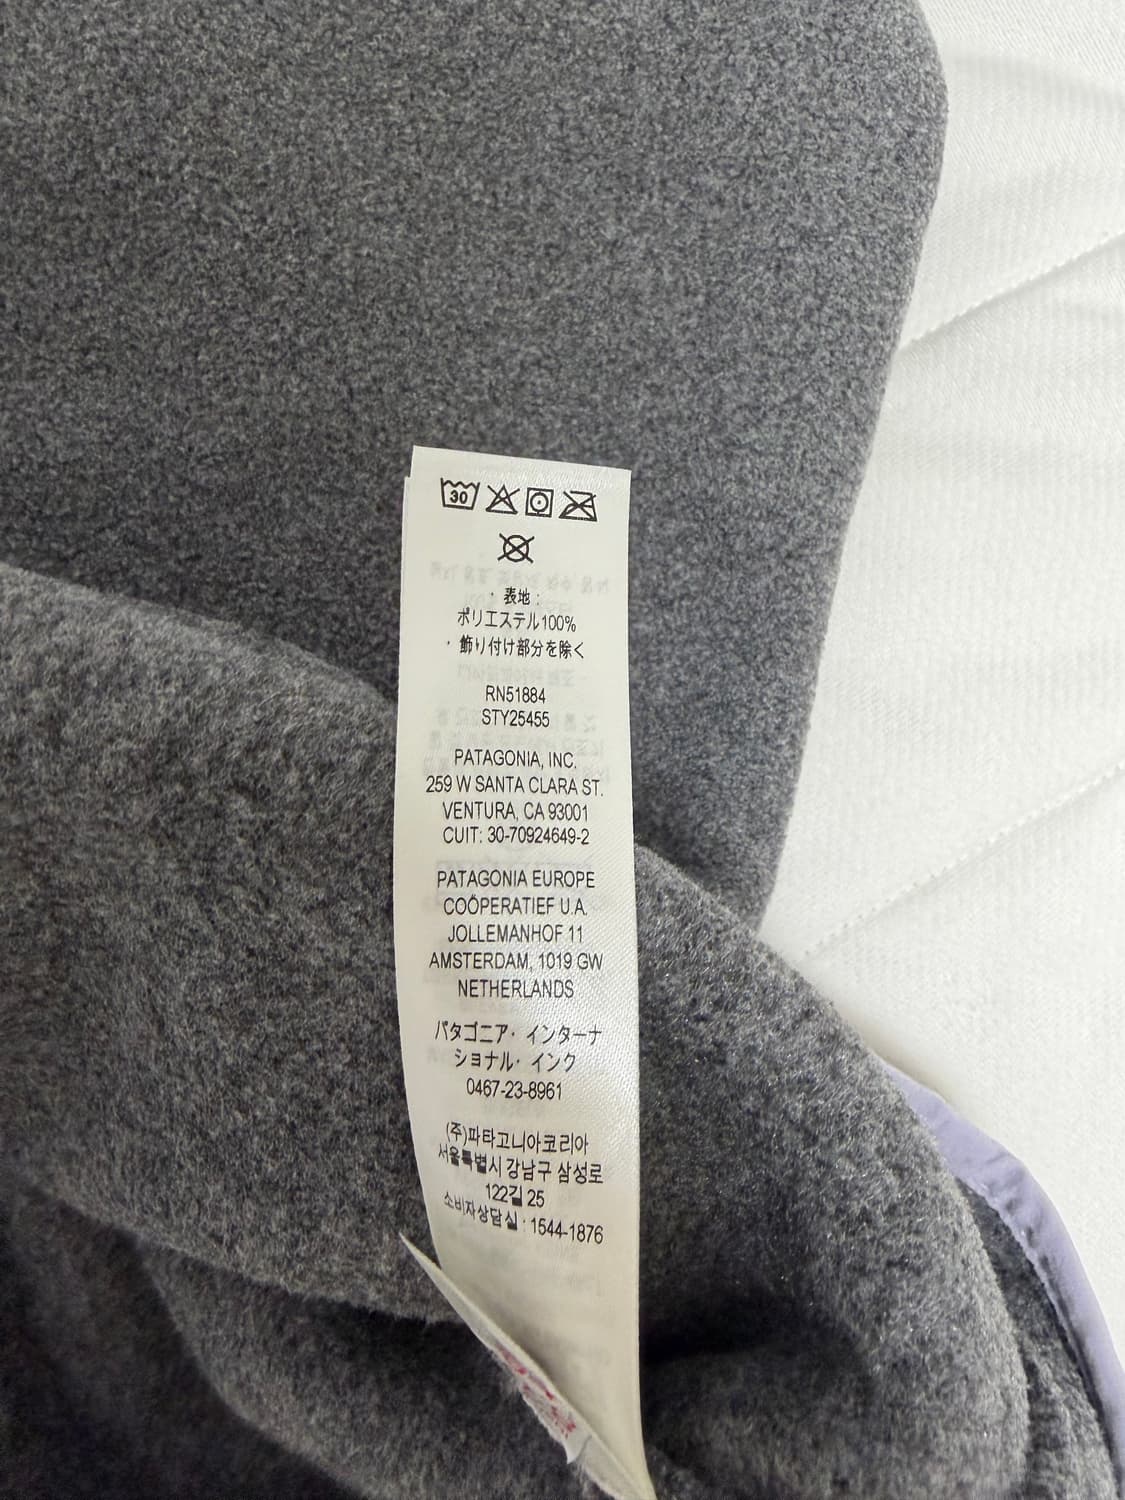 30
・表地:
ポリエステル100%
・飾り付け部分を除く
RN51884
STY25455
PATAGONIA, INC.
259 W SANTA CLARA ST.
VENTURA, CA 93001
CUIT: 30-70924649-2
PATAGONIA EUROPE
COÖPERATIEF U.A.
JOLLEMANHOF 11
AMSTERDAM, 1019 GW
NETHERLANDS
パタゴニア・インターナ
ショナル・インク
0467-23-8961
(주)파타고니아코리아
서울특별시 강남구 삼성로
122길 25
소비자상담실 : 1544-1876